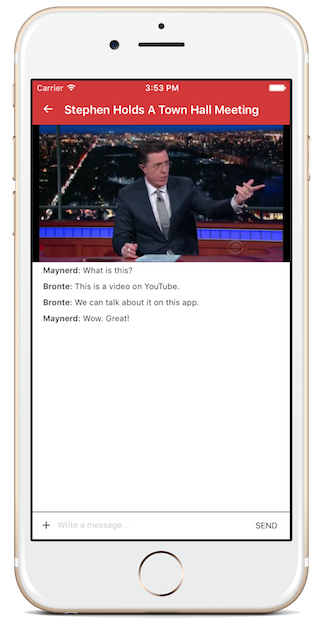 Carrier 3:53 PM
Stephen Holds A Town Hall Meeting
Maynerd: What is this?
Bronte: This is a video on YouTube.
Bronte: We can talk about it on this app.
Maynerd: Wow. Great!
+ Write a message... SEND